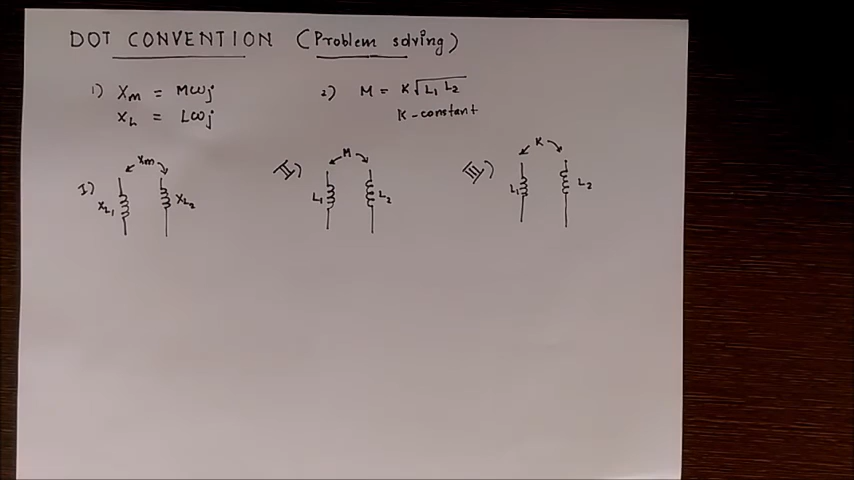 DOT CONVENTION (Problem solving)
1) Xm = Mωj
XL = Lωj
2) M = K√L1 L2
K-constant
I) Xm
XL1 XL2
II) M
L1 L2
III) K
L1 L2